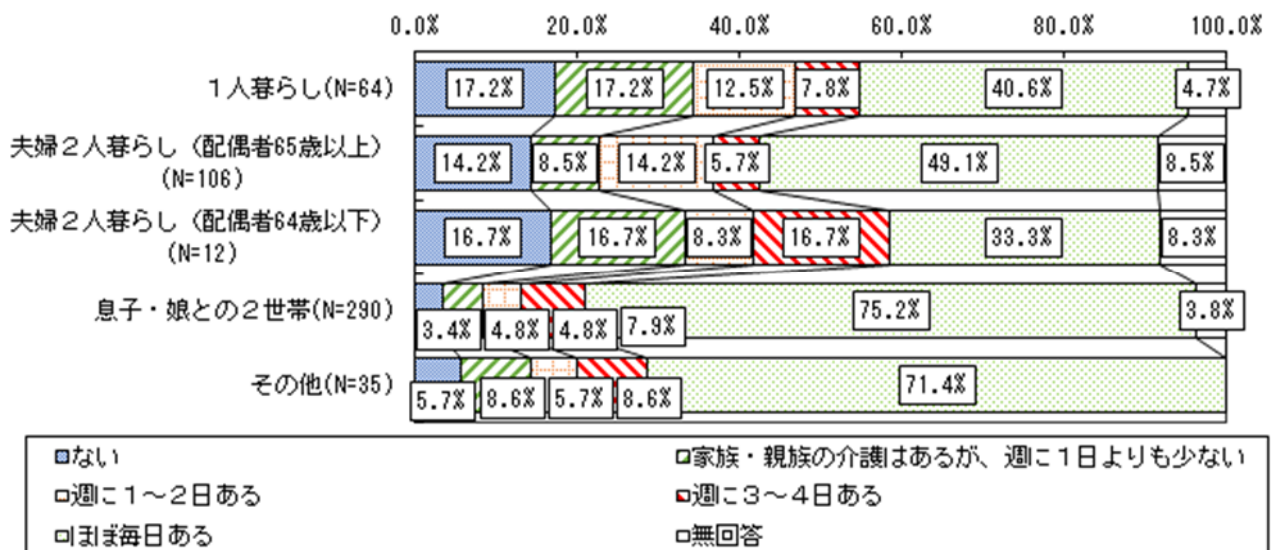 0.0% 20.0% 40.0% 60.0% 80.0% 100.0%
１人暮らし(N=64) 17.2% 17.2% 12.5% 7.8% 40.6% 4.7%
夫婦２人暮らし（配偶者65歳以上）
(N=106) 14.2% 8.5% 14.2% 5.7% 49.1% 8.5%
夫婦２人暮らし（配偶者64歳以下）
(N=12) 16.7% 16.7% 8.3% 16.7% 33.3% 8.3%
息子・娘との２世帯(N=290) 3.4% 4.8% 4.8% 7.9% 75.2% 3.8%
その他(N=35) 5.7% 8.6% 5.7% 8.6% 71.4%
ない 家族・親族の介護はあるが、週に１日よりも少ない
週に１～２日ある 週に３～４日ある
ほぼ毎日ある 無回答